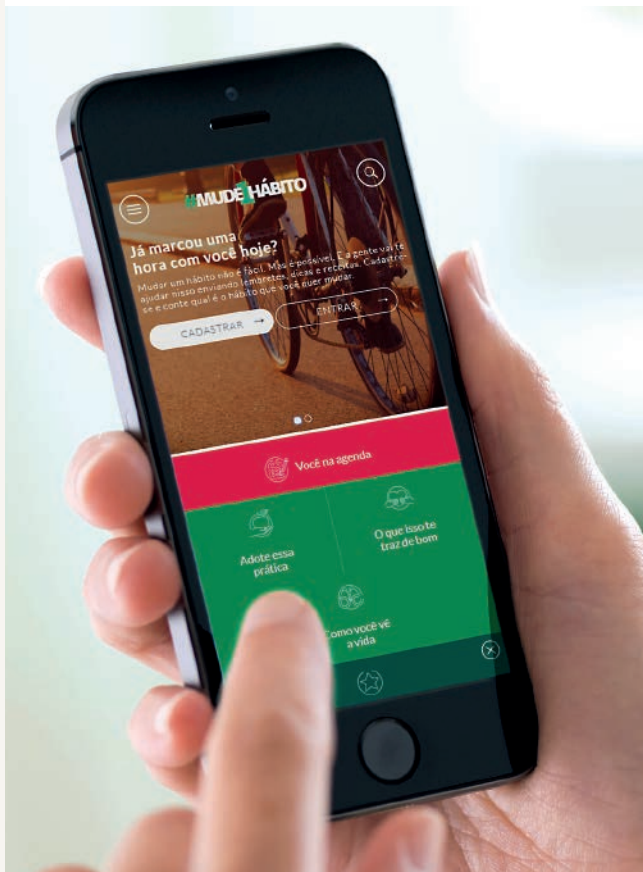 #MUDE1HÁBITO
Já marcou uma
hora com você hoje?
Mudar um hábito não é fácil. Mas é possível. E a gente vai te
ajudar nisso enviando lembretes, dicas e receitas. Cadastre-
se e conte qual é o hábito que você quer mudar.
CADASTRAR →
ENTRAR →
Você na agenda
Adote essa
prática
O que isso te
traz de bom
Como você vê
a vida